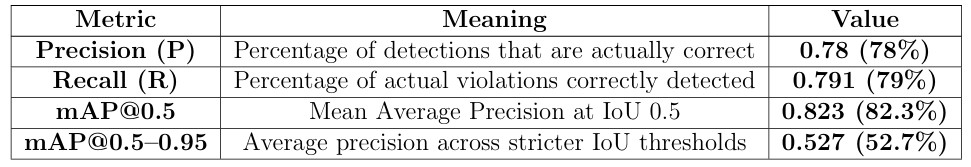 Metric Meaning Value
Precision (P) Percentage of detections that are actually correct 0.78 (78%)
Recall (R) Percentage of actual violations correctly detected 0.791 (79%)
mAP@0.5 Mean Average Precision at IoU 0.5 0.823 (82.3%)
mAP@0.5–0.95 Average precision across stricter IoU thresholds 0.527 (52.7%)